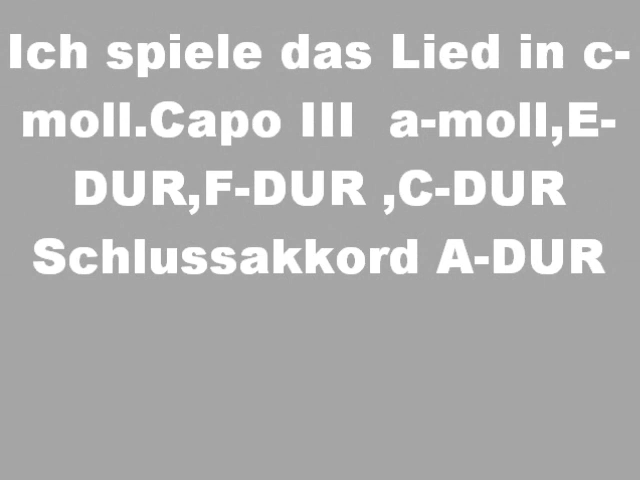 Ich spiele das Lied in c-
moll.Capo III  a-moll,E-
DUR,F-DUR ,C-DUR
Schlussakkord A-DUR